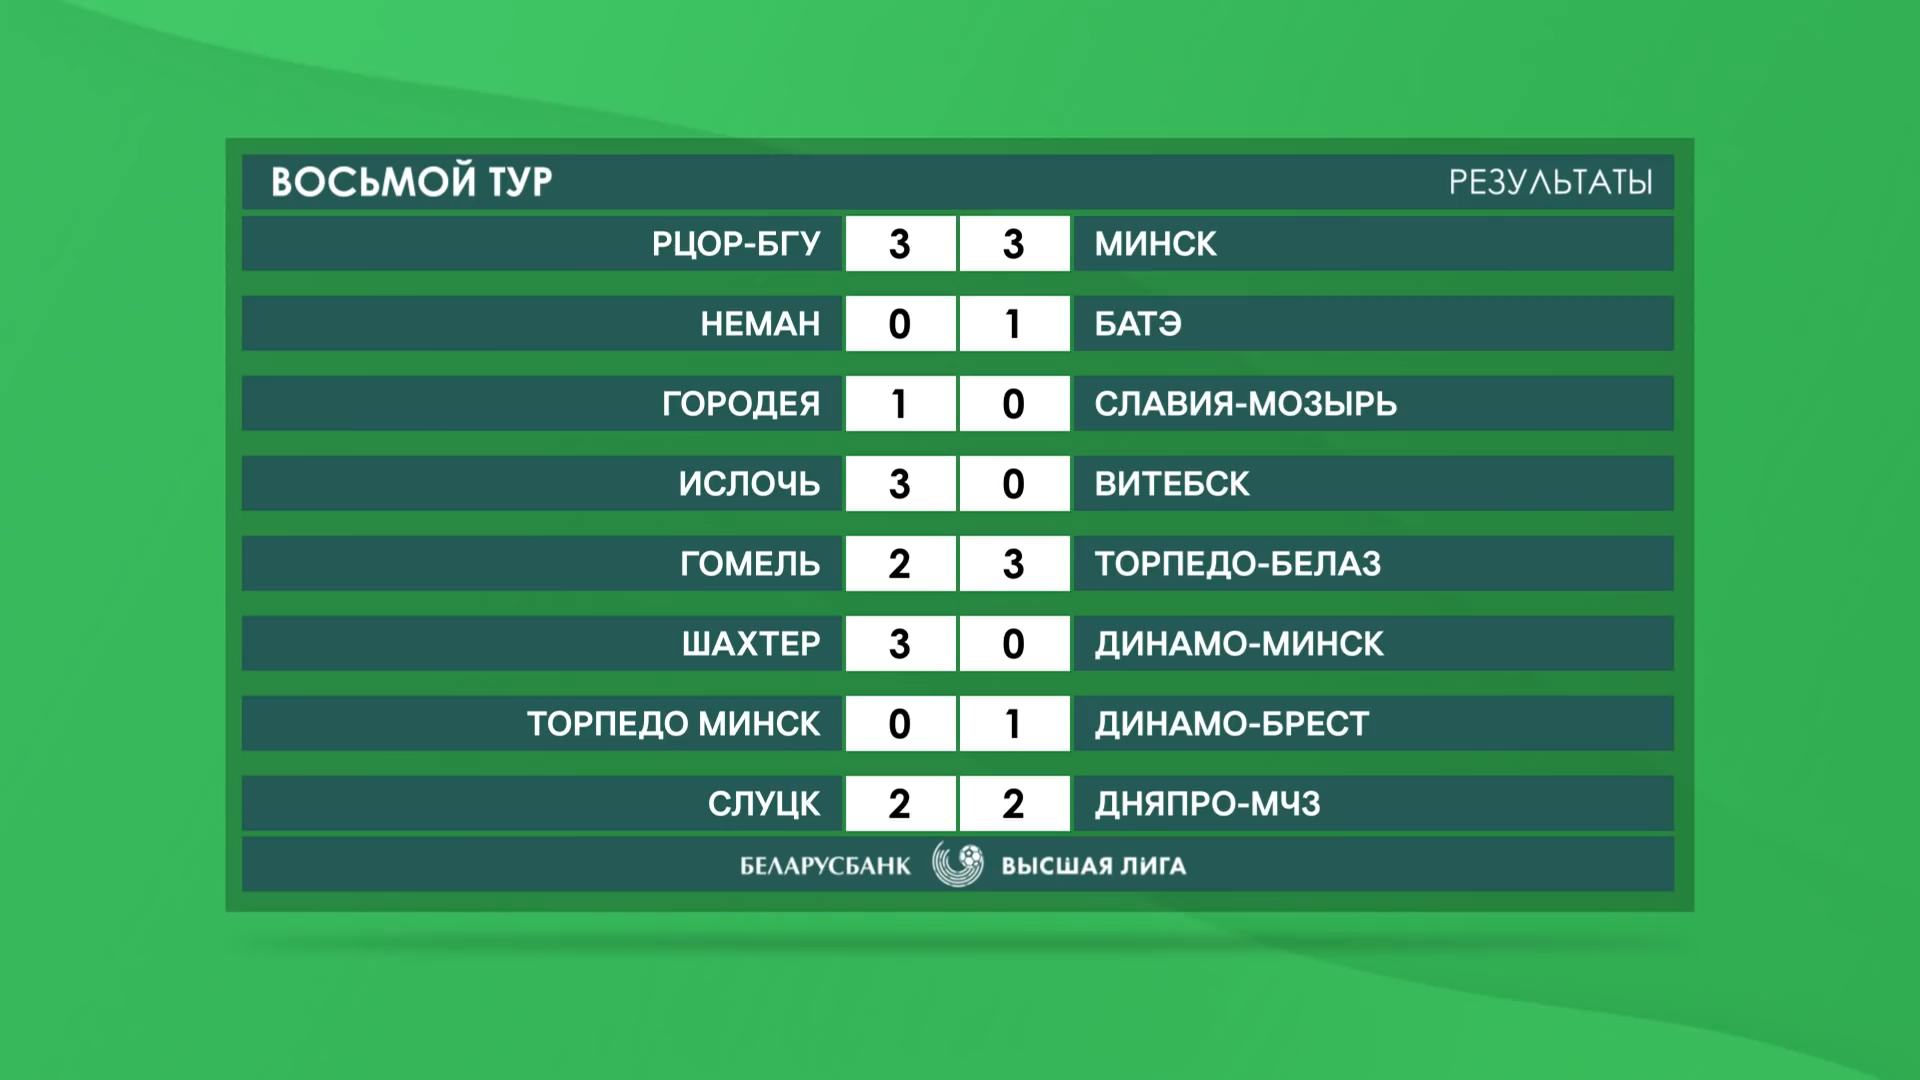 ВОСЬМОЙ ТУР РЕЗУЛЬТАТЫ
РЦОР-БГУ 3 3 МИНСК
НЕМАН 0 1 БАТЭ
ГОРОДЕЯ 1 0 СЛАВИЯ-МОЗЫРЬ
ИСЛОЧЬ 3 0 ВИТЕБСК
ГОМЕЛЬ 2 3 ТОРПЕДО-БЕЛАЗ
ШАХТЕР 3 0 ДИНАМО-МИНСК
ТОРПЕДО МИНСК 0 1 ДИНАМО-БРЕСТ
СЛУЦК 2 2 ДНЯПРО-МЧЗ
БЕЛАРУСБАНК ВЫСШАЯ ЛИГА